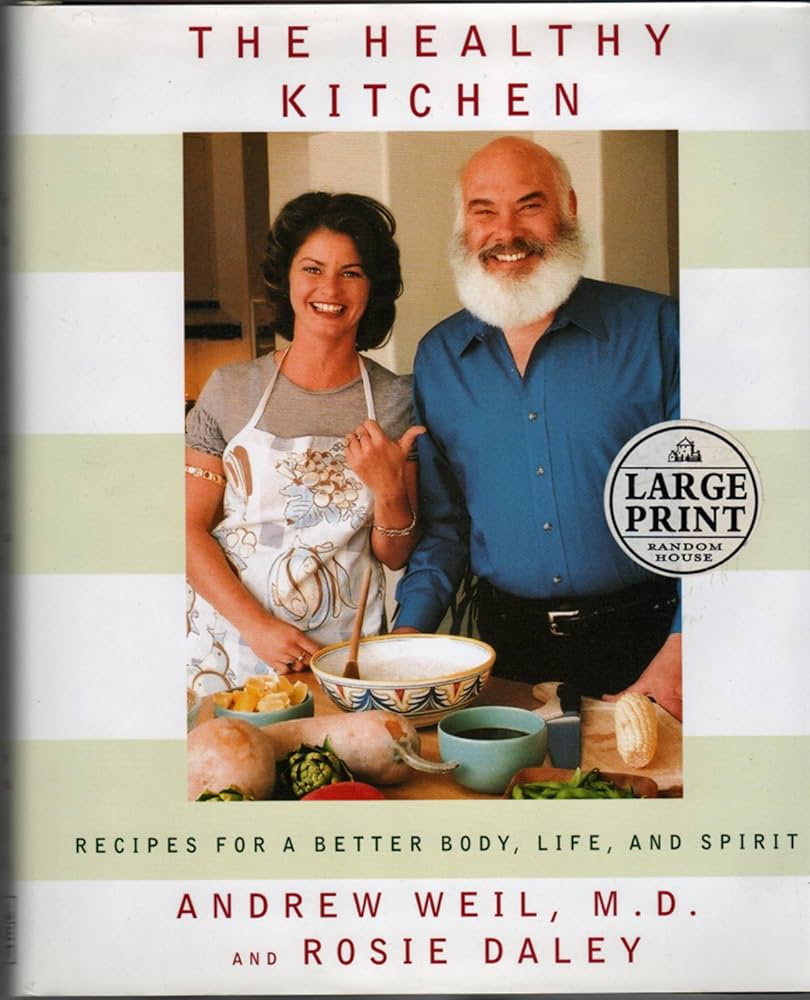 THE HEALTHY
KITCHEN
LARGE
PRINT
RANDOM
HOUSE
RECIPES FOR A BETTER BODY, LIFE, AND SPIRIT
ANDREW WEIL, M.D.
AND ROSIE DALEY